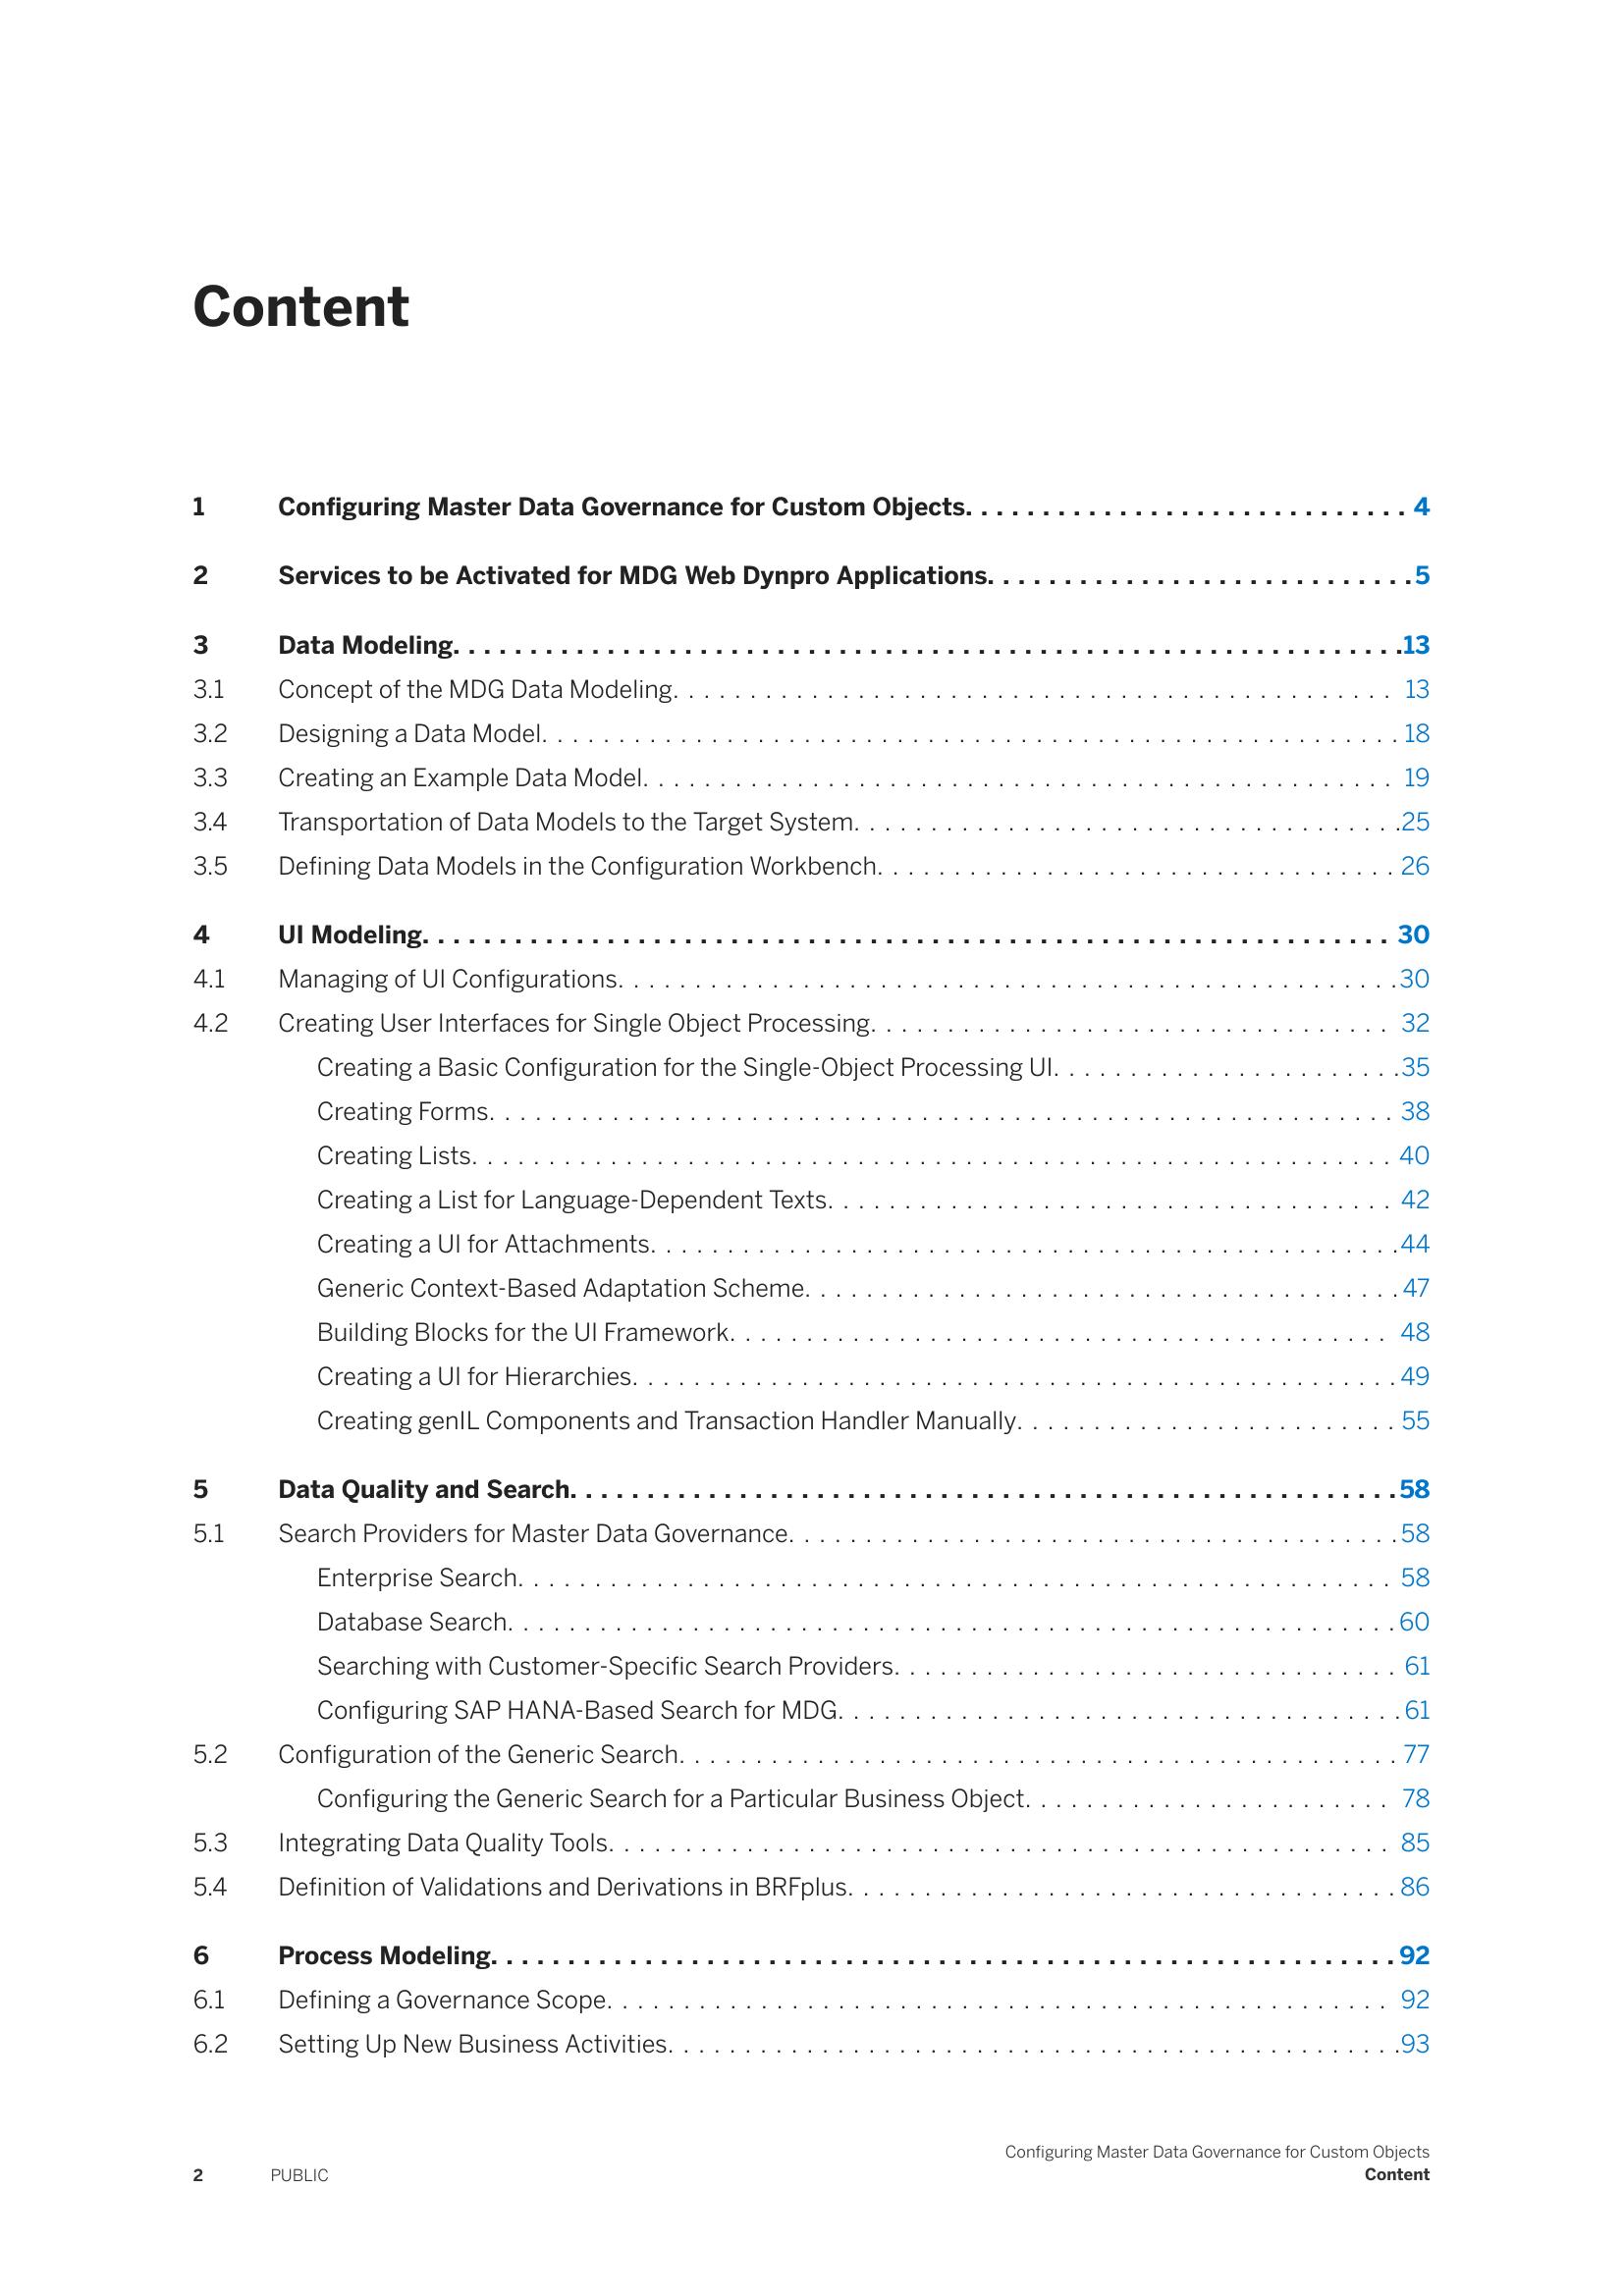 Content
1 Configuring Master Data Governance for Custom Objects. . . . . . . . . . . . . . . . . . . . . . . . . . . . . 4
2 Services to be Activated for MDG Web Dynpro Applications. . . . . . . . . . . . . . . . . . . . . . . . . . . .5
3 Data Modeling. . . . . . . . . . . . . . . . . . . . . . . . . . . . . . . . . . . . . . . . . . . . . . . . . . . . . . . . . . . . . .13
3.1 Concept of the MDG Data Modeling. . . . . . . . . . . . . . . . . . . . . . . . . . . . . . . . . . . . . . . . . . . . . . . 13
3.2 Designing a Data Model. . . . . . . . . . . . . . . . . . . . . . . . . . . . . . . . . . . . . . . . . . . . . . . . . . . . . . . . 18
3.3 Creating an Example Data Model. . . . . . . . . . . . . . . . . . . . . . . . . . . . . . . . . . . . . . . . . . . . . . . . . 19
3.4 Transportation of Data Models to the Target System. . . . . . . . . . . . . . . . . . . . . . . . . . . . . . . . . . . .25
3.5 Defining Data Models in the Configuration Workbench. . . . . . . . . . . . . . . . . . . . . . . . . . . . . . . . . . 26
4 UI Modeling. . . . . . . . . . . . . . . . . . . . . . . . . . . . . . . . . . . . . . . . . . . . . . . . . . . . . . . . . . . . . . . 30
4.1 Managing of UI Configurations. . . . . . . . . . . . . . . . . . . . . . . . . . . . . . . . . . . . . . . . . . . . . . . . . . .30
4.2 Creating User Interfaces for Single Object Processing. . . . . . . . . . . . . . . . . . . . . . . . . . . . . . . . . . 32
Creating a Basic Configuration for the Single-Object Processing UI. . . . . . . . . . . . . . . . . . . . . . .35
Creating Forms. . . . . . . . . . . . . . . . . . . . . . . . . . . . . . . . . . . . . . . . . . . . . . . . . . . . . . . . . . . 38
Creating Lists. . . . . . . . . . . . . . . . . . . . . . . . . . . . . . . . . . . . . . . . . . . . . . . . . . . . . . . . . . . . 40
Creating a List for Language-Dependent Texts. . . . . . . . . . . . . . . . . . . . . . . . . . . . . . . . . . . . . 42
Creating a UI for Attachments. . . . . . . . . . . . . . . . . . . . . . . . . . . . . . . . . . . . . . . . . . . . . . . . .44
Generic Context-Based Adaptation Scheme. . . . . . . . . . . . . . . . . . . . . . . . . . . . . . . . . . . . . . . 47
Building Blocks for the UI Framework. . . . . . . . . . . . . . . . . . . . . . . . . . . . . . . . . . . . . . . . . . . 48
Creating a UI for Hierarchies. . . . . . . . . . . . . . . . . . . . . . . . . . . . . . . . . . . . . . . . . . . . . . . . . . 49
Creating genIL Components and Transaction Handler Manually. . . . . . . . . . . . . . . . . . . . . . . . . 55
5 Data Quality and Search. . . . . . . . . . . . . . . . . . . . . . . . . . . . . . . . . . . . . . . . . . . . . . . . . . . . . . 58
5.1 Search Providers for Master Data Governance. . . . . . . . . . . . . . . . . . . . . . . . . . . . . . . . . . . . . . . .58
Enterprise Search. . . . . . . . . . . . . . . . . . . . . . . . . . . . . . . . . . . . . . . . . . . . . . . . . . . . . . . . . 58
Database Search. . . . . . . . . . . . . . . . . . . . . . . . . . . . . . . . . . . . . . . . . . . . . . . . . . . . . . . . . . 60
Searching with Customer-Specific Search Providers. . . . . . . . . . . . . . . . . . . . . . . . . . . . . . . . . 61
Configuring SAP HANA-Based Search for MDG. . . . . . . . . . . . . . . . . . . . . . . . . . . . . . . . . . . . .61
5.2 Configuration of the Generic Search. . . . . . . . . . . . . . . . . . . . . . . . . . . . . . . . . . . . . . . . . . . . . . . 77
Configuring the Generic Search for a Particular Business Object. . . . . . . . . . . . . . . . . . . . . . . . 78
5.3 Integrating Data Quality Tools. . . . . . . . . . . . . . . . . . . . . . . . . . . . . . . . . . . . . . . . . . . . . . . . . . . 85
5.4 Definition of Validations and Derivations in BRFplus. . . . . . . . . . . . . . . . . . . . . . . . . . . . . . . . . . . . 86
6 Process Modeling. . . . . . . . . . . . . . . . . . . . . . . . . . . . . . . . . . . . . . . . . . . . . . . . . . . . . . . . . . . 92
6.1 Defining a Governance Scope. . . . . . . . . . . . . . . . . . . . . . . . . . . . . . . . . . . . . . . . . . . . . . . . . . . 92
6.2 Setting Up New Business Activities. . . . . . . . . . . . . . . . . . . . . . . . . . . . . . . . . . . . . . . . . . . . . . . .93
Configuring Master Data Governance for Custom Objects
2 PUBLIC Content